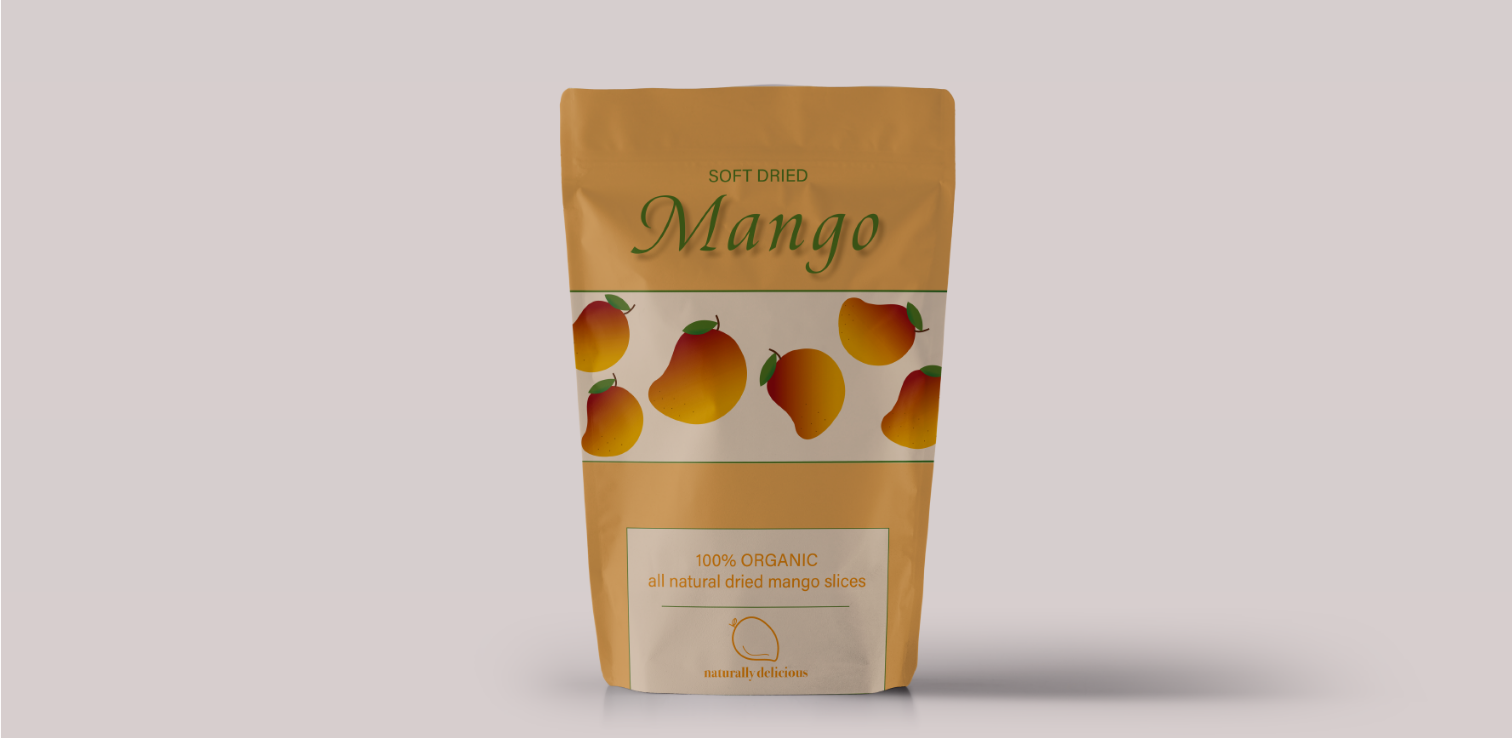 SOFT DRIED
Mango
100% ORGANIC
all natural dried mango slices
naturally delicious